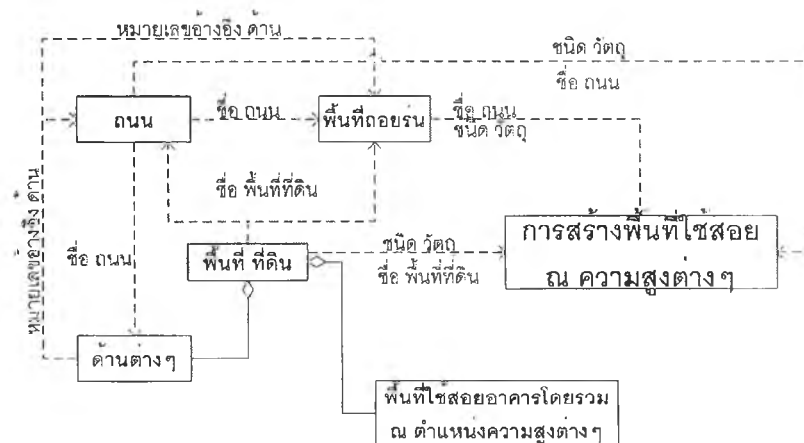 หมายเลขอ้างอิง ด้าน
ชนิด วัตถุ
ชื่อ ถนน
ถนน
ชื่อ ถนน
พื้นที่ถอยร่น
ชื่อ ถนน
ชนิด วัตถุ
ชื่อ พื้นที่ที่ดิน
หมายเลขอ้างอิง ด้าน
ชื่อ ถนน
พื้นที่ ที่ดิน
ชนิด วัตถุ
ชื่อ พื้นที่ที่ดิน
การสร้างพื้นที่ใช้สอย
ณ ความสูงต่างๆ
ด้านต่างๆ
พื้นที่ใช้สอยอาคารโดยรวม
ณ ตำแหน่งความสูงต่างๆ